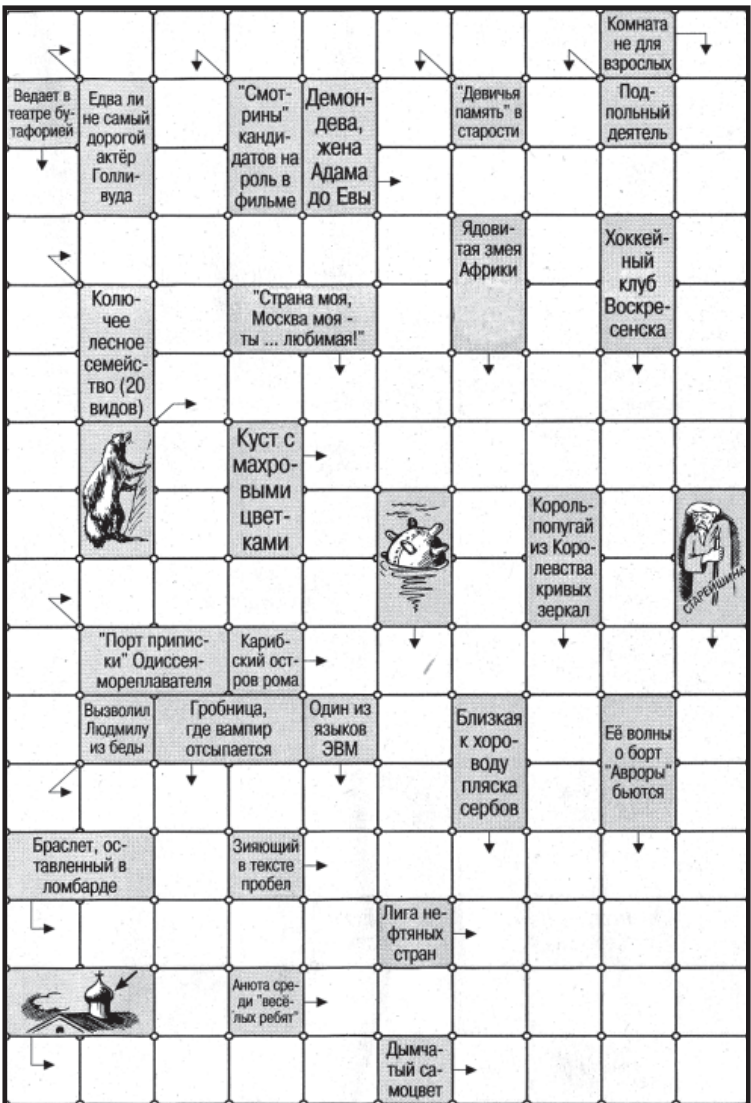 Комната
не для
взрослых
Ведает в
театре бу-
тафорией
Едва ли
не самый
дорогой
актёр
Голли-
вуда
"Смот-
рины"
канди-
датов на
роль в
фильме
Демон-
дева,
жена
Адама
до Евы
"Девичья
память" в
старости
Под-
польный
деятель
Ядови-
тая змея
Африки
Хоккей-
ный
клуб
Воскре-
сенска
Колю-
чее
лесное
семейс-
тво (20
видов)
"Страна моя,
Москва моя -
ты ... любимая!"
Куст с
махро-
выми
цвет-
ками
Король-
попугай
из Коро-
левства
кривых
зеркал
СТАРЕЙШИНА
"Порт припис-
ки" Одиссея-
мореплавателя
Кариб-
ский ост-
ров рома
Вызволил
Людмилу
из беды
Гробница,
где вампир
отсыпается
Один из
языков
ЭВМ
Близкая
к хоро-
воду
пляска
сербов
Её волны
о борт
"Авроры"
бьются
Браслет, ос-
тавленный в
ломбарде
Зияющий
в тексте
пробел
Лига не-
фтяных
стран
Анюта сре-
ди "весё-
лых ребят"
Дымча-
тый са-
моцвет